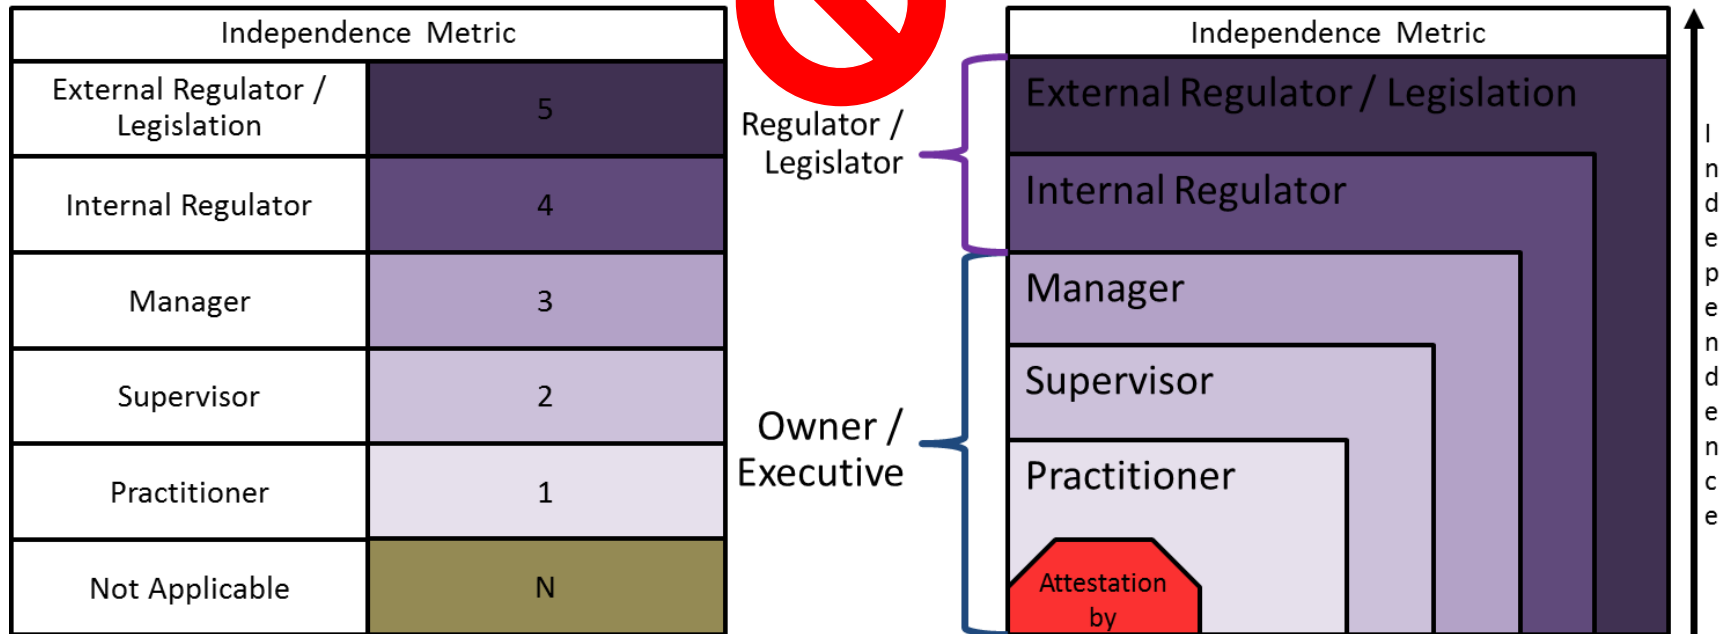 Independence Metric
External Regulator /
Legislation
5
Internal Regulator
4
Manager
3
Supervisor
2
Practitioner
1
Not Applicable
N
Regulator /
Legislator
Owner /
Executive
Independence Metric
External Regulator / Legislation
Internal Regulator
Manager
Supervisor
Practitioner
Attestation
by
Independence